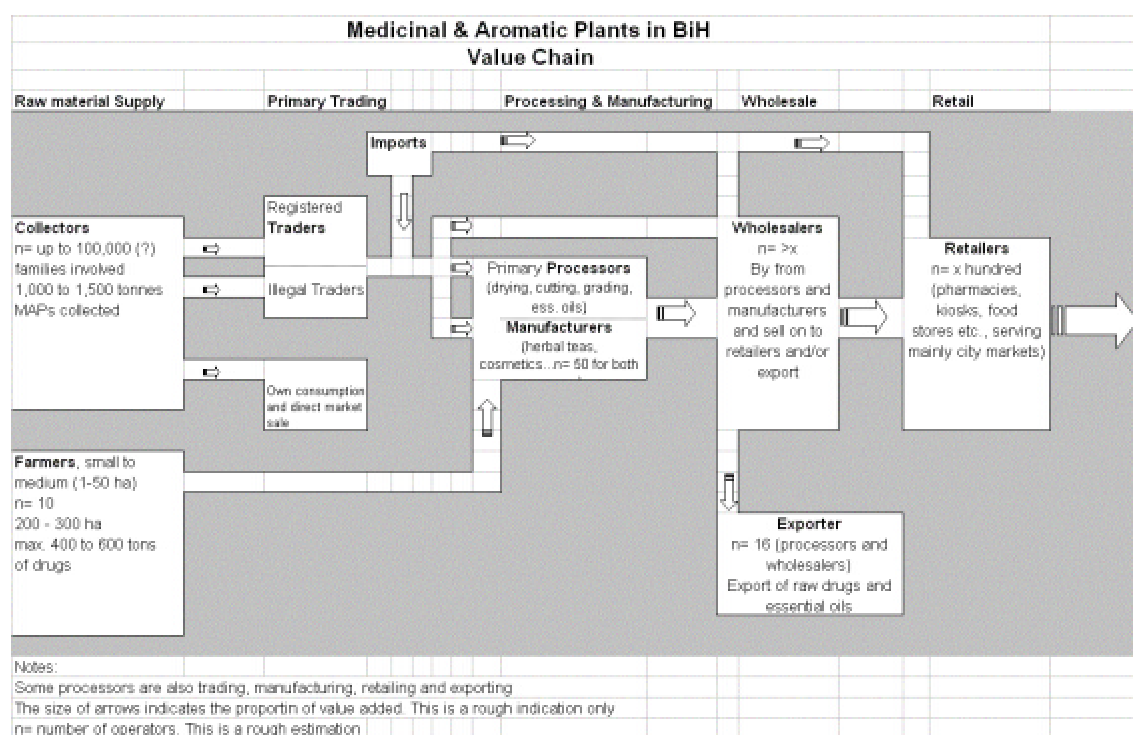 Medicinal & Aromatic Plants in BiH
Value Chain
Raw material Supply
Primary Trading
Processing & Manufacturing
Wholesale
Retail
Imports
Collectors
n= up to 100,000 (?)
families involved
1,000 to 1,500 tonnes
MAPs collected
Registered
Traders
Illegal Traders
Own consumption
and direct market
sale
Farmers, small to
medium (1-50 ha)
n= 10
200 - 300 ha
max. 400 to 600 tons
of drugs
Primary Processors
(drying, cutting, grading,
ess. oils)
Manufacturers
(herbal teas,
cosmetics...n= 50 for both
Wholesalers
n= >x
By from
processors and
manufacturers
and sell on to
retailers and/or
export
Retailers
n= x hundred
(pharmacies,
kiosks, food
stores etc., serving
mainly city markets)
Exporter
n= 16 (processors and
wholesalers)
Export of raw drugs and
essential oils
Notes:
Some processors are also trading, manufacturing, retailing and exporting
The size of arrows indicates the proportin of value added. This is a rough indication only
n= number of operators. This is a rough estimation